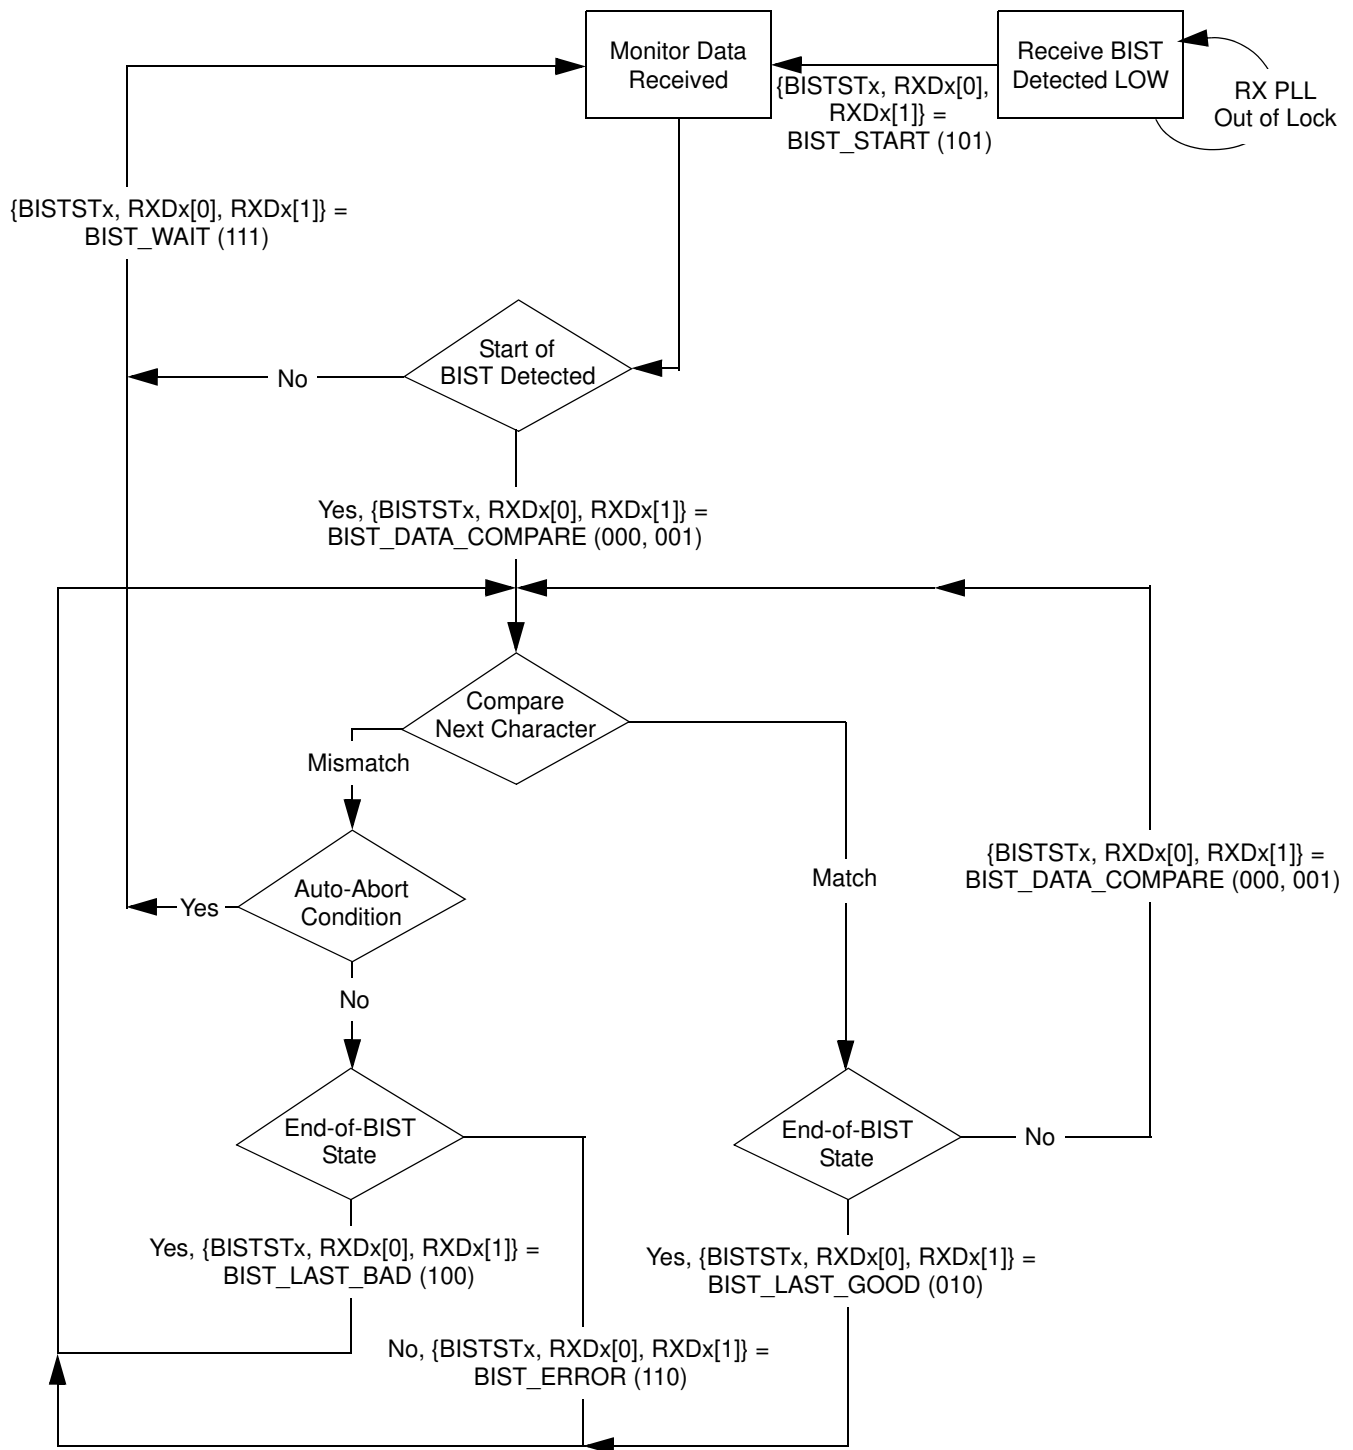 Monitor Data
Received
Receive BIST
Detected LOW
RX PLL
Out of Lock
{BISTSTx, RXDx[0],
RXDx[1]} =
BIST_START (101)
{BISTSTx, RXDx[0], RXDx[1]} =
BIST_WAIT (111)
Start of
BIST Detected
No
Yes, {BISTSTx, RXDx[0], RXDx[1]} =
BIST_DATA_COMPARE (000, 001)
Compare
Next Character
Mismatch
Match
{BISTSTx, RXDx[0], RXDx[1]} =
BIST_DATA_COMPARE (000, 001)
Auto-Abort
Condition
Yes
No
End-of-BIST
State
End-of-BIST
State
No
Yes, {BISTSTx, RXDx[0], RXDx[1]} =
BIST_LAST_BAD (100)
Yes, {BISTSTx, RXDx[0], RXDx[1]} =
BIST_LAST_GOOD (010)
No, {BISTSTx, RXDx[0], RXDx[1]} =
BIST_ERROR (110)